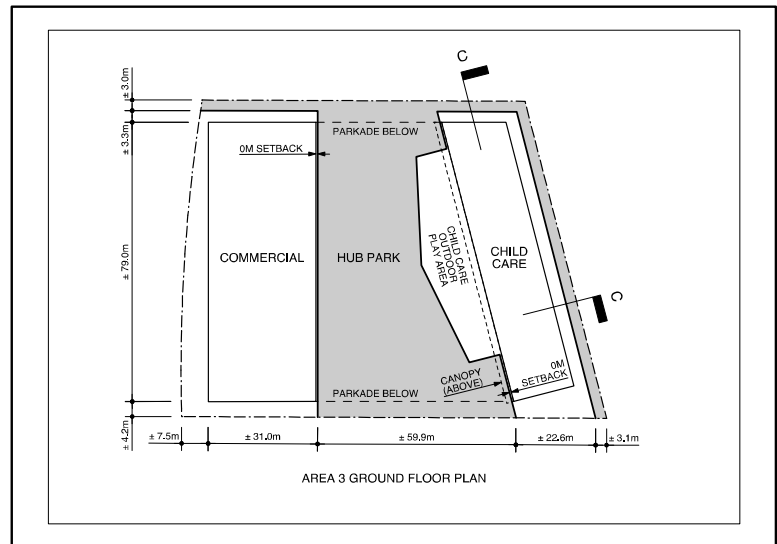 C
± 3.0m
± 3.3m
PARKADE BELOW
0M SETBACK
± 79.0m
COMMERCIAL
HUB PARK
CHILD CARE
OUTDOOR
PLAY AREA
CHILD
CARE
C
CANOPY
(ABOVE)
0M
SETBACK
PARKADE BELOW
± 4.2m
± 7.5m
± 31.0m
± 59.9m
± 22.6m
± 3.1m
AREA 3 GROUND FLOOR PLAN